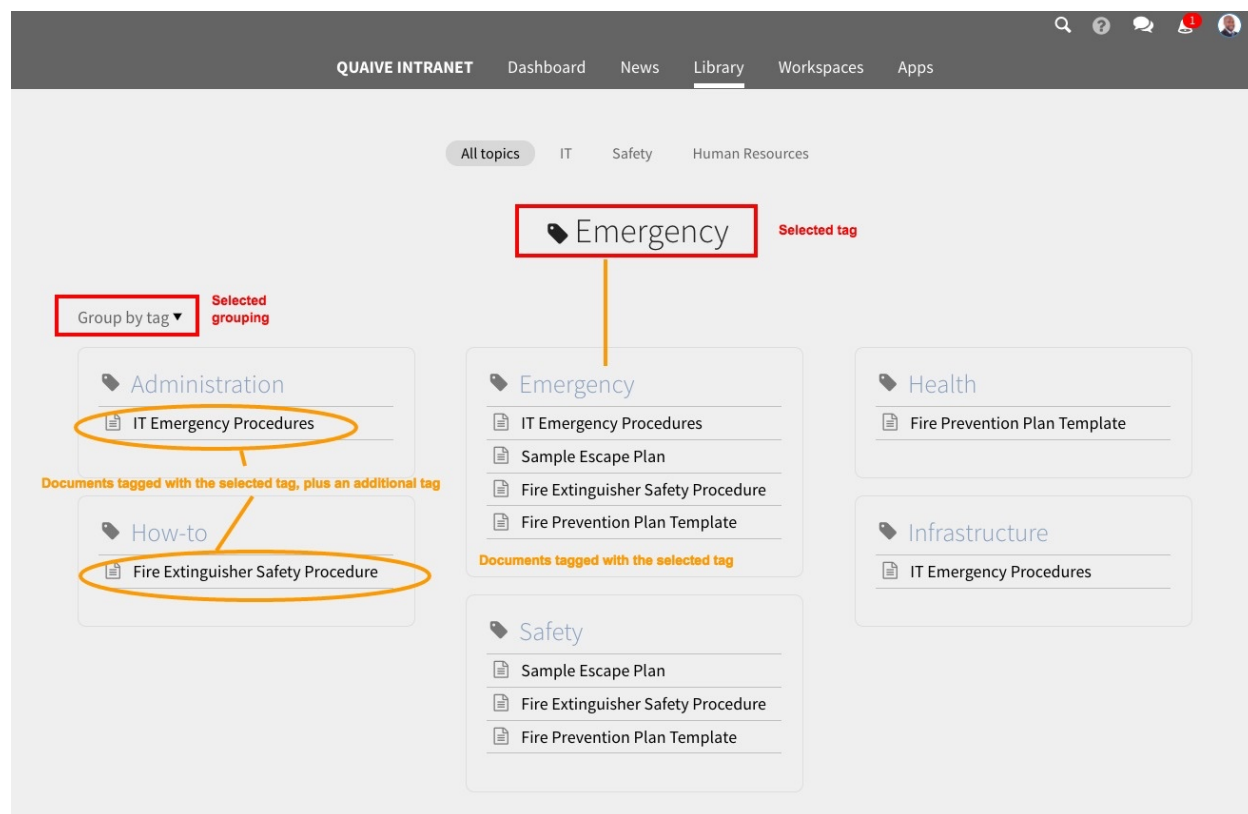 1
QUAIVE INTRANET Dashboard News Library Workspaces Apps
All topics IT Safety Human Resources
Emergency
Selected tag
Selected
grouping
Group by tag
Administration
IT Emergency Procedures
Documents tagged with the selected tag, plus an additional tag
How-to
Fire Extinguisher Safety Procedure
Emergency
IT Emergency Procedures
Sample Escape Plan
Fire Extinguisher Safety Procedure
Fire Prevention Plan Template
Documents tagged with the selected tag
Safety
Sample Escape Plan
Fire Extinguisher Safety Procedure
Fire Prevention Plan Template
Health
Fire Prevention Plan Template
Infrastructure
IT Emergency Procedures